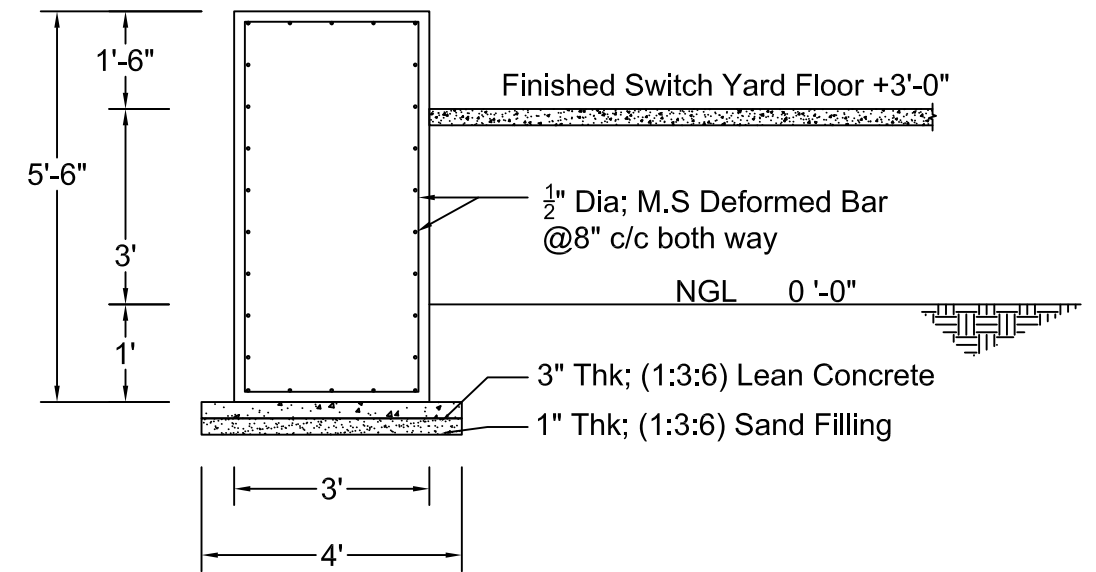 1'-6"
Finished Switch Yard Floor +3'-0"
5'-6"
½" Dia; M.S Deformed Bar
@8" c/c both way
3'
NGL 0 '-0"
1'
3" Thk; (1:3:6) Lean Concrete
1" Thk; (1:3:6) Sand Filling
3'
4'